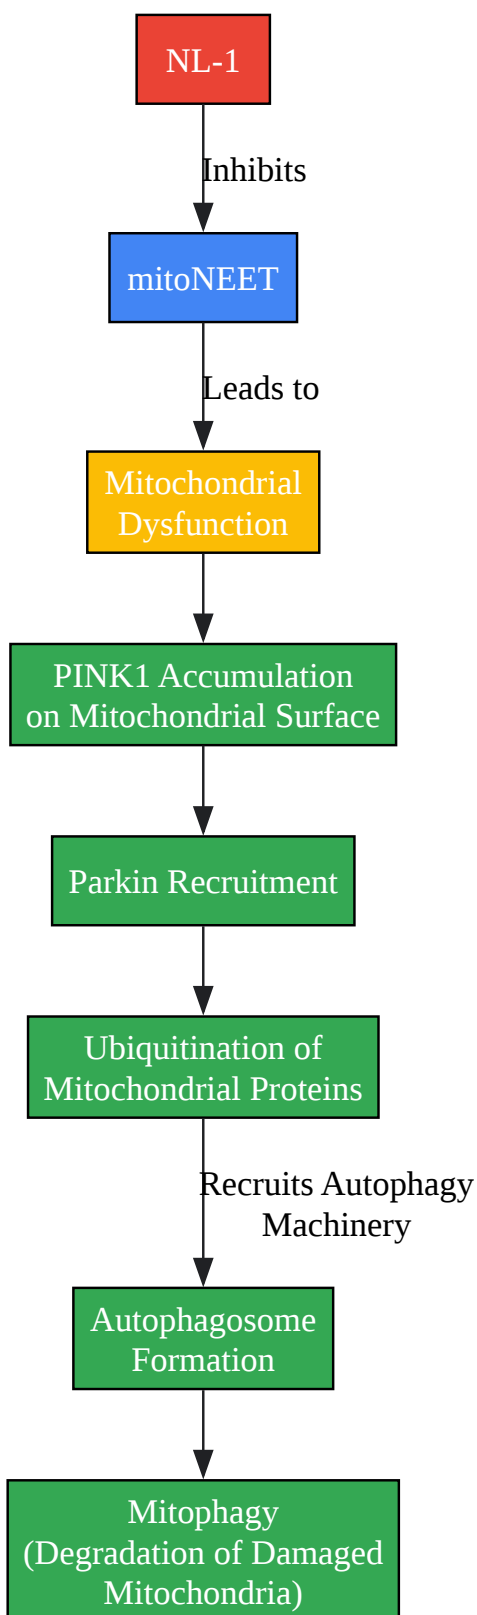 NL-1
Inhibits
mitoNEET
Leads to
Mitochondrial
Dysfunction
PINK1 Accumulation
on Mitochondrial Surface
Parkin Recruitment
Ubiquitination of
Mitochondrial Proteins
Recruits Autophagy
Machinery
Autophagosome
Formation
Mitophagy
(Degradation of Damaged
Mitochondria)